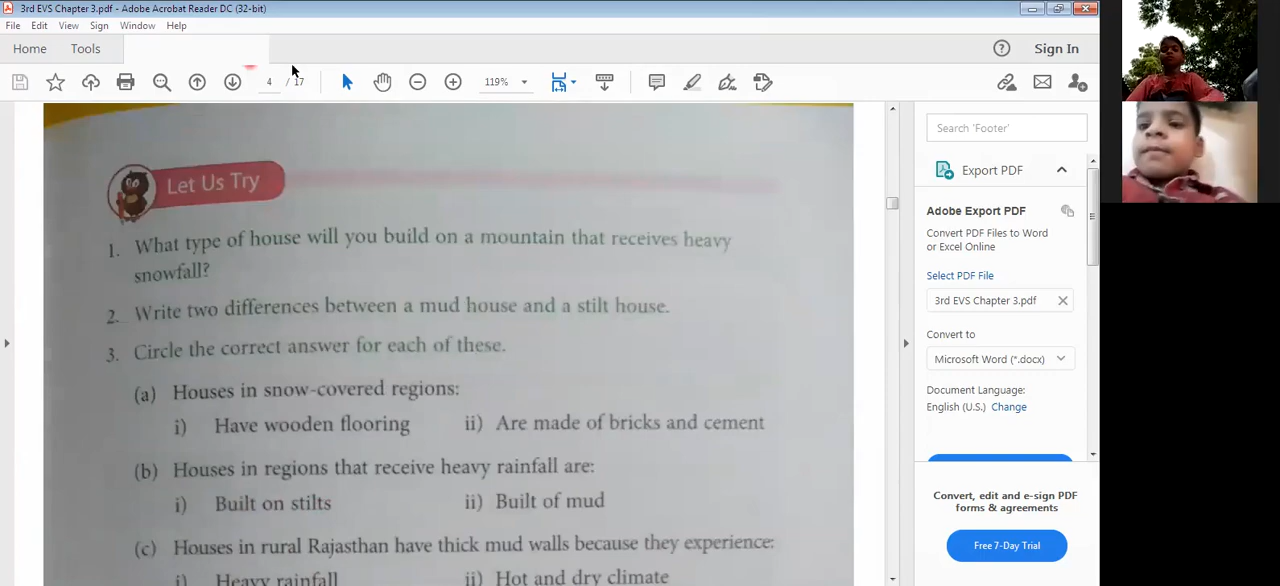 3rd EVS Chapter 3.pdf - Adobe Acrobat Reader DC (32-bit)
File Edit View Sign Window Help
Home Tools
Sign In
4 / 17
119%
Let Us Try
1. What type of house will you build on a mountain that receives heavy
snowfall?
2. Write two differences between a mud house and a stilt house.
3. Circle the correct answer for each of these.
(a) Houses in snow-covered regions:
i) Have wooden flooring ii) Are made of bricks and cement
(b) Houses in regions that receive heavy rainfall are:
i) Built on stilts ii) Built of mud
(c) Houses in rural Rajasthan have thick mud walls because they experience:
i) Heavy rainfall ii) Hot and dry climate
Search 'Footer'
Export PDF
Adobe Export PDF
Convert PDF Files to Word
or Excel Online
Select PDF File
3rd EVS Chapter 3.pdf
Convert to
Microsoft Word (*.docx)
Document Language:
English (U.S.) Change
Convert, edit and e-sign PDF
forms & agreements
Free 7-Day Trial